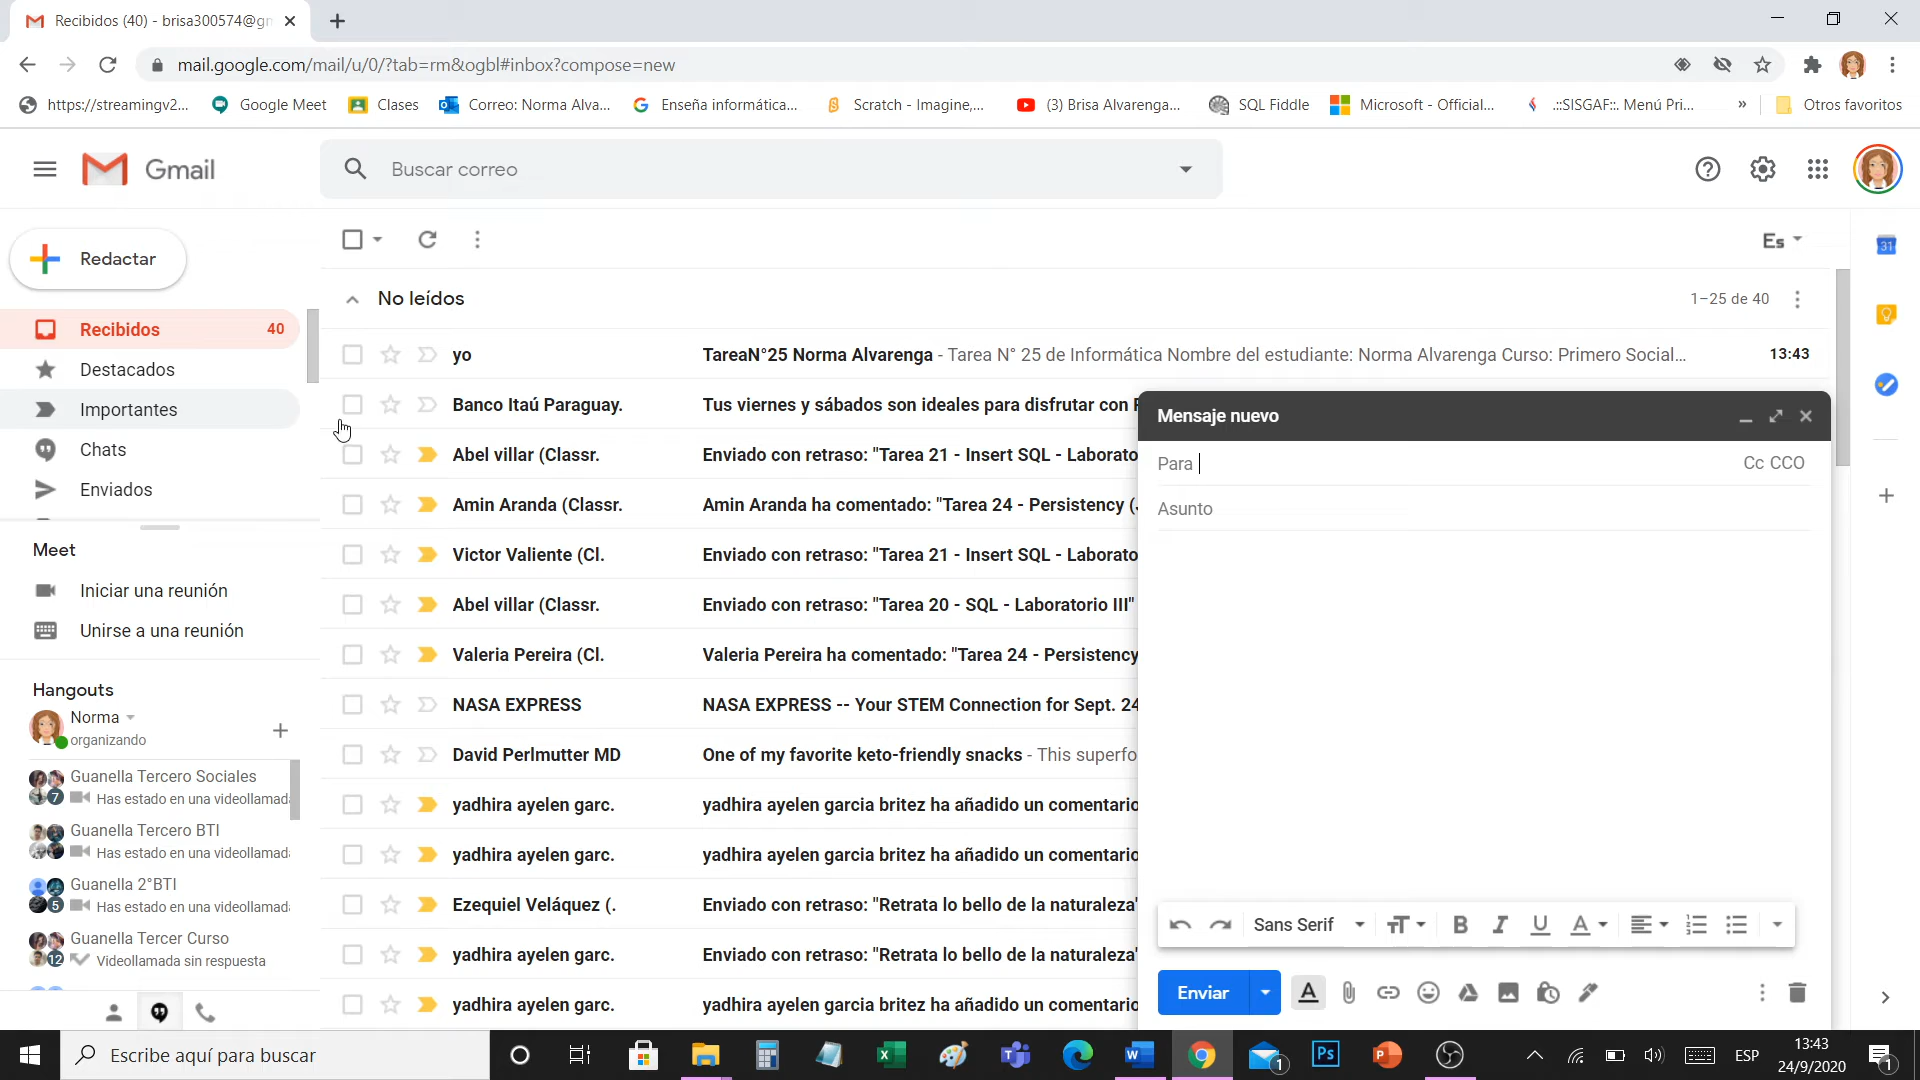 Recibidos (40) - brisa300574@gm
mail.google.com/mail/u/0/?tab=rm&ogbl#inbox?compose=new
https://streamingv2...
Google Meet
Clases
Correo: Norma Alva...
Enseña informática...
Scratch - Imagine,...
(3) Brisa Alvarenga...
SQL Fiddle
Microsoft - Official...
.::SISGAF::. Menú Pri...
»
Otros favoritos
Gmail
Buscar correo
Redactar
Es
No leídos
1–25 de 40
Recibidos 40
Destacados
Importantes
Chats
Enviados
Meet
Iniciar una reunión
Unirse a una reunión
Hangouts
Norma
organizando
Guanella Tercero Sociales
7 Has estado en una videollamada
Guanella Tercero BTI
Has estado en una videollamada
Guanella 2°BTI
5 Has estado en una videollamada
Guanella Tercer Curso
12 Videollamada sin respuesta
yo TareaN°25 Norma Alvarenga - Tarea N° 25 de Informática Nombre del estudiante: Norma Alvarenga Curso: Primero Social... 13:43
Banco Itaú Paraguay. Tus viernes y sábados son ideales para disfrutar con
Abel villar (Classr. Enviado con retraso: "Tarea 21 - Insert SQL - Laborato
Amin Aranda (Classr. Amin Aranda ha comentado: "Tarea 24 - Persistency (
Victor Valiente (Cl. Enviado con retraso: "Tarea 21 - Insert SQL - Laborato
Abel villar (Classr. Enviado con retraso: "Tarea 20 - SQL - Laboratorio III"
Valeria Pereira (Cl. Valeria Pereira ha comentado: "Tarea 24 - Persistency
NASA EXPRESS NASA EXPRESS -- Your STEM Connection for Sept. 24
David Perlmutter MD One of my favorite keto-friendly snacks - This superfo
yadhira ayelen garc. yadhira ayelen garcia britez ha añadido un comentario
yadhira ayelen garc. yadhira ayelen garcia britez ha añadido un comentario
Ezequiel Veláquez (. Enviado con retraso: "Retrata lo bello de la naturaleza"
yadhira ayelen garc. Enviado con retraso: "Retrata lo bello de la naturaleza"
yadhira ayelen garc. yadhira ayelen garcia britez ha añadido un comentario
Mensaje nuevo
Para
Cc CCO
Asunto
Sans Serif
Enviar
31
Escribe aquí para buscar
1
ESP
13:43
24/9/2020
1